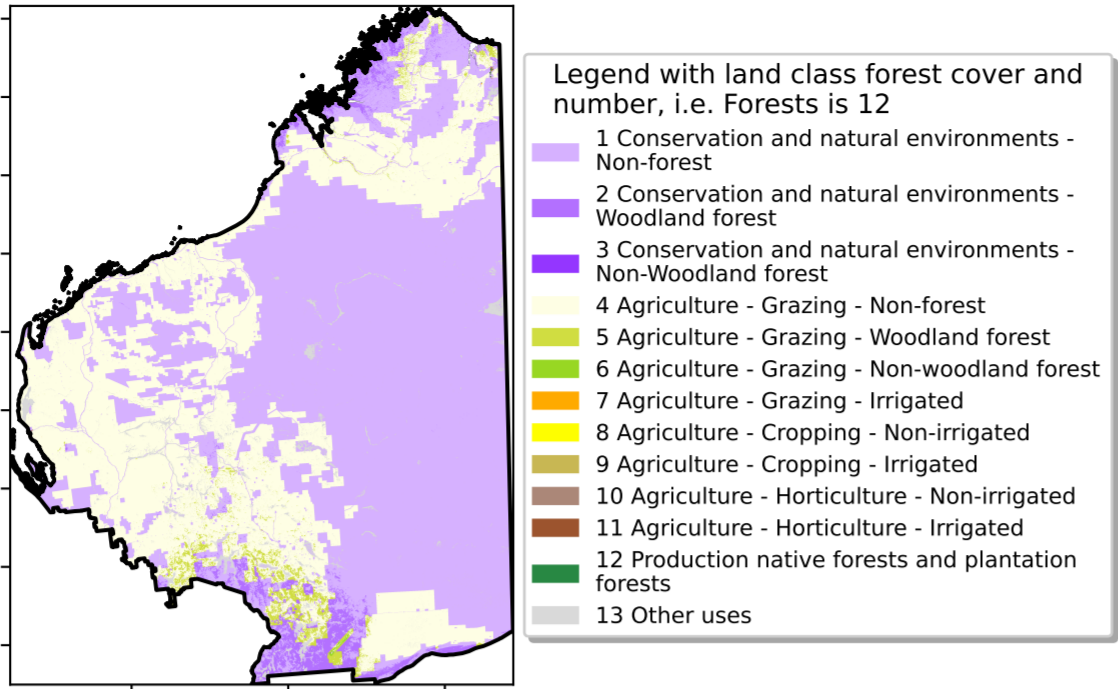 Legend with land class forest cover and
number, i.e. Forests is 12
1 Conservation and natural environments -
Non-forest
2 Conservation and natural environments -
Woodland forest
3 Conservation and natural environments -
Non-Woodland forest
4 Agriculture - Grazing - Non-forest
5 Agriculture - Grazing - Woodland forest
6 Agriculture - Grazing - Non-woodland forest
7 Agriculture - Grazing - Irrigated
8 Agriculture - Cropping - Non-irrigated
9 Agriculture - Cropping - Irrigated
10 Agriculture - Horticulture - Non-irrigated
11 Agriculture - Horticulture - Irrigated
12 Production native forests and plantation
forests
13 Other uses